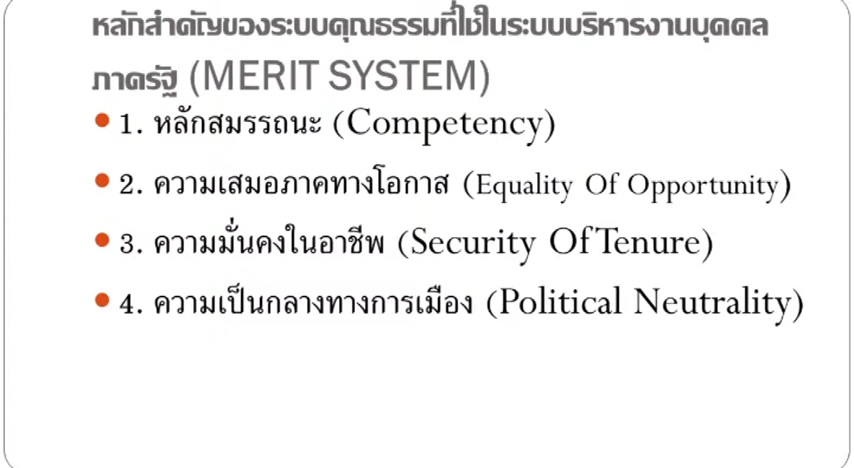 หลักสำคัญของระบบคุณธรรมที่ใช้ในระบบบริหารงานบุคคล
ภาครัฐ (MERIT SYSTEM)
• 1. หลักสมรรถนะ (Competency)
• 2. ความเสมอภาคทางโอกาส (Equality Of Opportunity)
• 3. ความมั่นคงในอาชีพ (Security Of Tenure)
• 4. ความเป็นกลางทางการเมือง (Political Neutrality)